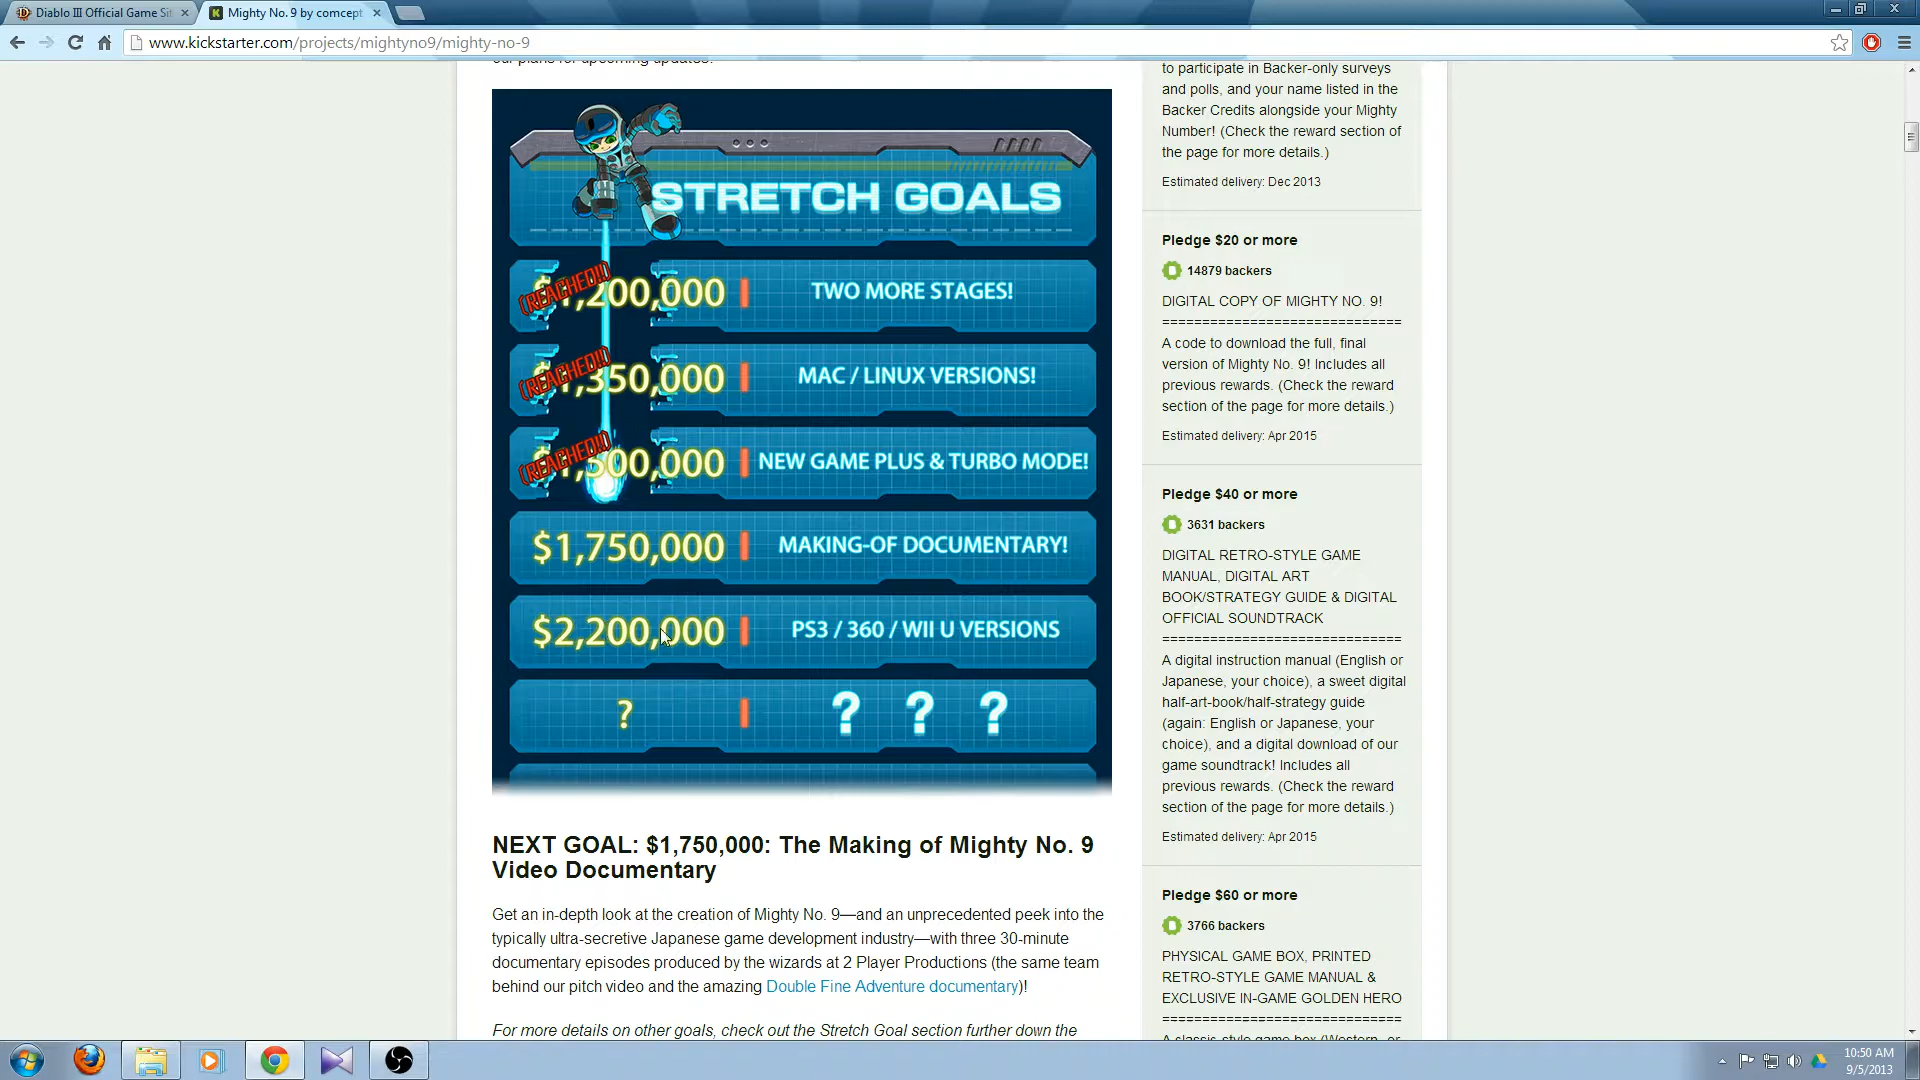 Diablo III Official Game Sit
Mighty No. 9 by comcept
www.kickstarter.com/projects/mightyno9/mighty-no-9
our plans for upcoming updates.
STRETCH GOALS
(REACHED!!) $1,200,000 TWO MORE STAGES!
(REACHED!!) $1,350,000 MAC / LINUX VERSIONS!
(REACHED!!) $1,500,000 NEW GAME PLUS & TURBO MODE!
$1,750,000 MAKING-OF DOCUMENTARY!
$2,200,000 PS3 / 360 / WII U VERSIONS
? ? ? ?
NEXT GOAL: $1,750,000: The Making of Mighty No. 9
Video Documentary
Get an in-depth look at the creation of Mighty No. 9—and an unprecedented peek into the
typically ultra-secretive Japanese game development industry—with three 30-minute
documentary episodes produced by the wizards at 2 Player Productions (the same team
behind our pitch video and the amazing Double Fine Adventure documentary)!
For more details on other goals, check out the Stretch Goal section further down the
to participate in Backer-only surveys
and polls, and your name listed in the
Backer Credits alongside your Mighty
Number! (Check the reward section of
the page for more details.)
Estimated delivery: Dec 2013
Pledge $20 or more
14879 backers
DIGITAL COPY OF MIGHTY NO. 9!
==============================
A code to download the full, final
version of Mighty No. 9! Includes all
previous rewards. (Check the reward
section of the page for more details.)
Estimated delivery: Apr 2015
Pledge $40 or more
3631 backers
DIGITAL RETRO-STYLE GAME
MANUAL, DIGITAL ART
BOOK/STRATEGY GUIDE & DIGITAL
OFFICIAL SOUNDTRACK
==============================
A digital instruction manual (English or
Japanese, your choice), a sweet digital
half-art-book/half-strategy guide
(again: English or Japanese, your
choice), and a digital download of our
game soundtrack! Includes all
previous rewards. (Check the reward
section of the page for more details.)
Estimated delivery: Apr 2015
Pledge $60 or more
3766 backers
PHYSICAL GAME BOX, PRINTED
RETRO-STYLE GAME MANUAL &
EXCLUSIVE IN-GAME GOLDEN HERO
==============================
A classic-style game box (Western- or
10:50 AM
9/5/2013